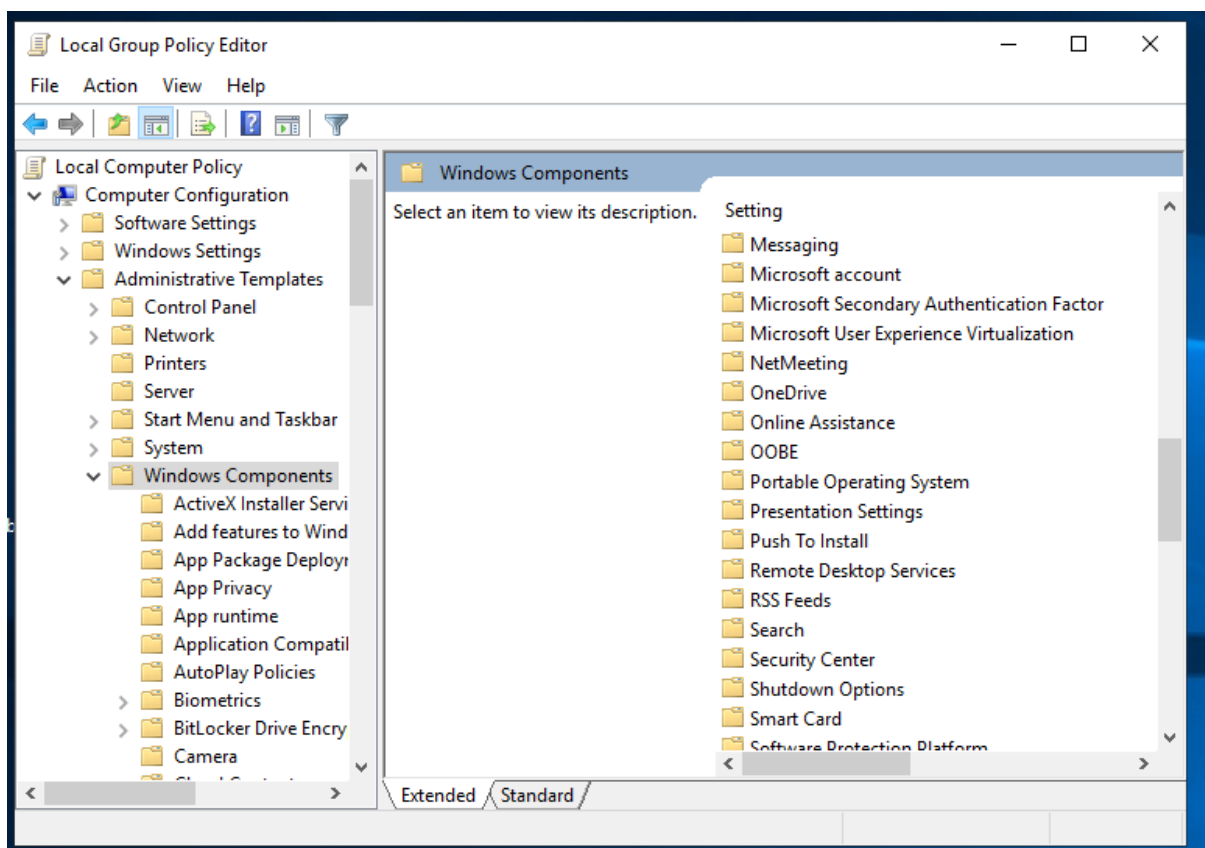 Local Group Policy Editor
File Action View Help
Local Computer Policy
Computer Configuration
Software Settings
Windows Settings
Administrative Templates
Control Panel
Network
Printers
Server
Start Menu and Taskbar
System
Windows Components
ActiveX Installer Servi
Add features to Wind
App Package Deployr
App Privacy
App runtime
Application Compatil
AutoPlay Policies
Biometrics
BitLocker Drive Encry
Camera
Windows Components
Select an item to view its description.
Setting
Messaging
Microsoft account
Microsoft Secondary Authentication Factor
Microsoft User Experience Virtualization
NetMeeting
OneDrive
Online Assistance
OOBE
Portable Operating System
Presentation Settings
Push To Install
Remote Desktop Services
RSS Feeds
Search
Security Center
Shutdown Options
Smart Card
Software Protection Platform
Extended Standard